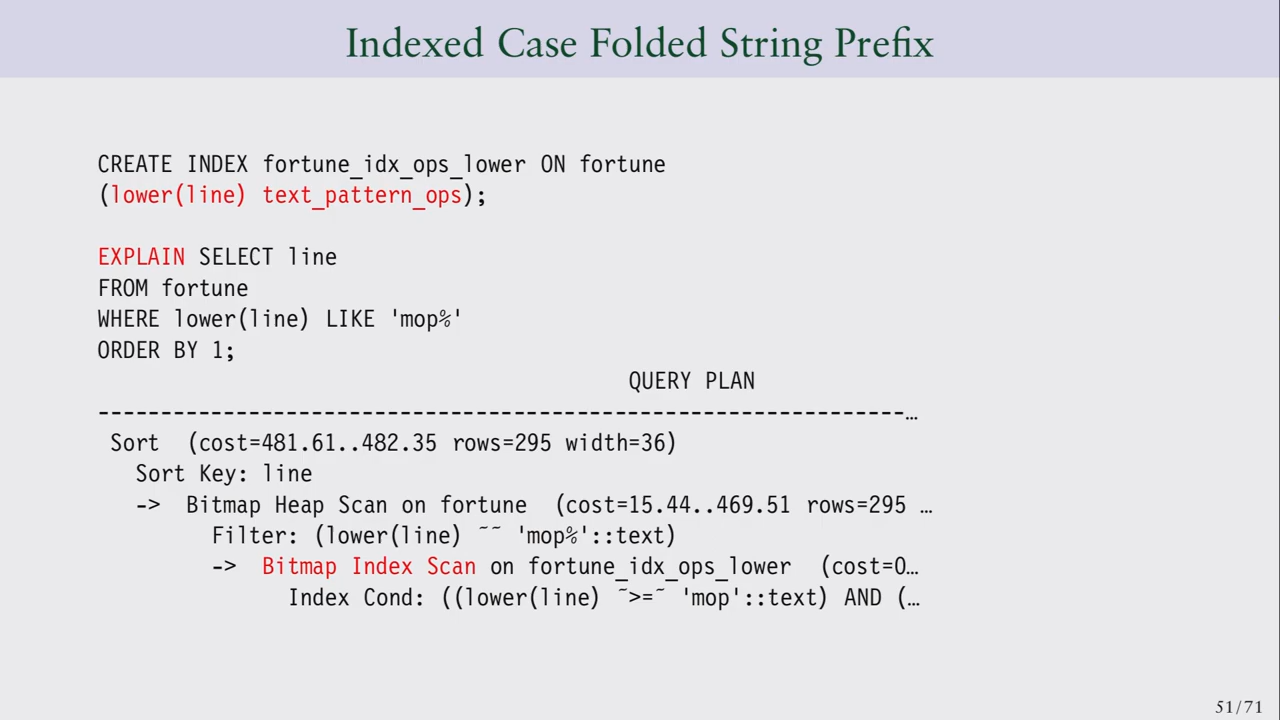 Indexed Case Folded String Prefix
CREATE INDEX fortune_idx_ops_lower ON fortune
(lower(line) text_pattern_ops);
EXPLAIN SELECT line
FROM fortune
WHERE lower(line) LIKE 'mop%'
ORDER BY 1;
QUERY PLAN
----------------------------------------------------------------…
Sort  (cost=481.61..482.35 rows=295 width=36)
Sort Key: line
->  Bitmap Heap Scan on fortune  (cost=15.44..469.51 rows=295 …
Filter: (lower(line) ~~ 'mop%'::text)
->  Bitmap Index Scan on fortune_idx_ops_lower  (cost=0…
Index Cond: ((lower(line) ~>=~ 'mop'::text) AND (…
51/71